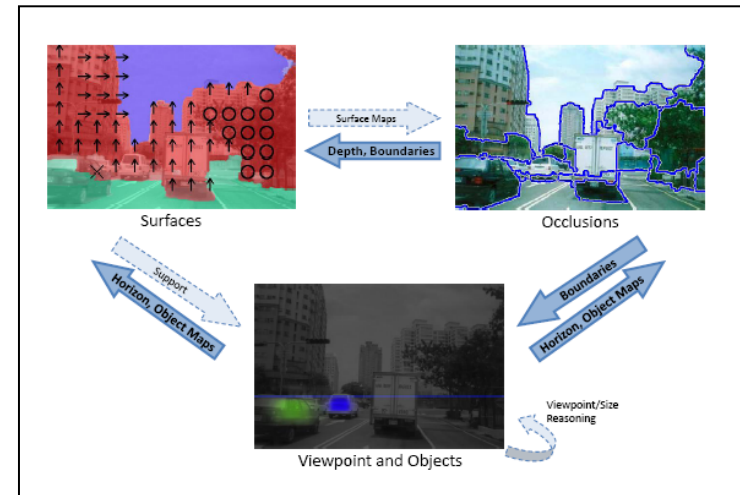 Surface Maps
Depth, Boundaries
Surfaces
Occlusions
Support
Horizon, Object Maps
Boundaries
Horizon, Object Maps
Viewpoint/Size
Reasoning
Viewpoint and Objects